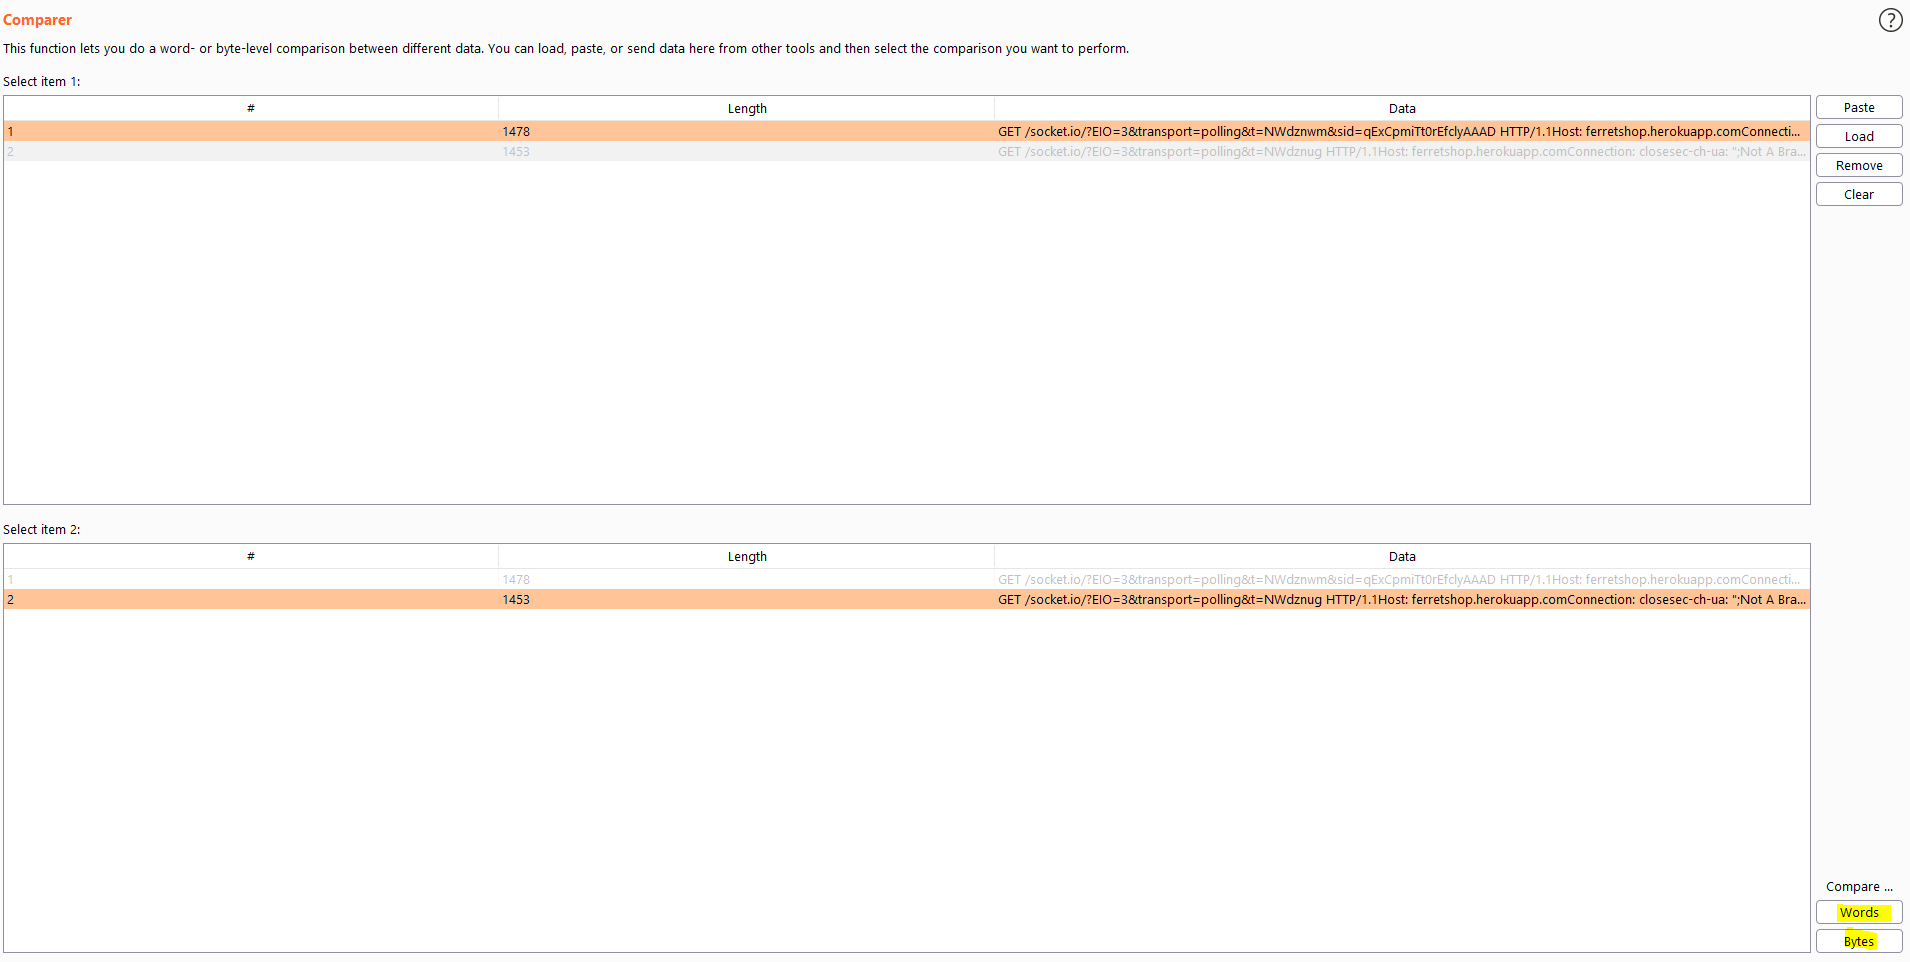 Comparer
?
This function lets you do a word- or byte-level comparison between different data. You can load, paste, or send data here from other tools and then select the comparison you want to perform.
Select item 1:
# Length Data
1 1478 GET /socket.io/?EIO=3&transport=polling&t=NWdznwm&sid=qExCpmiTt0rEfclyAAAD HTTP/1.1Host: ferretshop.herokuapp.comConnecti...
2 1453 GET /socket.io/?EIO=3&transport=polling&t=NWdznug HTTP/1.1Host: ferretshop.herokuapp.comConnection: closesec-ch-ua: ";Not A Bra...
Paste
Load
Remove
Clear
Select item 2:
# Length Data
1 1478 GET /socket.io/?EIO=3&transport=polling&t=NWdznwm&sid=qExCpmiTt0rEfclyAAAD HTTP/1.1Host: ferretshop.herokuapp.comConnecti...
2 1453 GET /socket.io/?EIO=3&transport=polling&t=NWdznug HTTP/1.1Host: ferretshop.herokuapp.comConnection: closesec-ch-ua: ";Not A Bra...
Compare ...
Words
Bytes